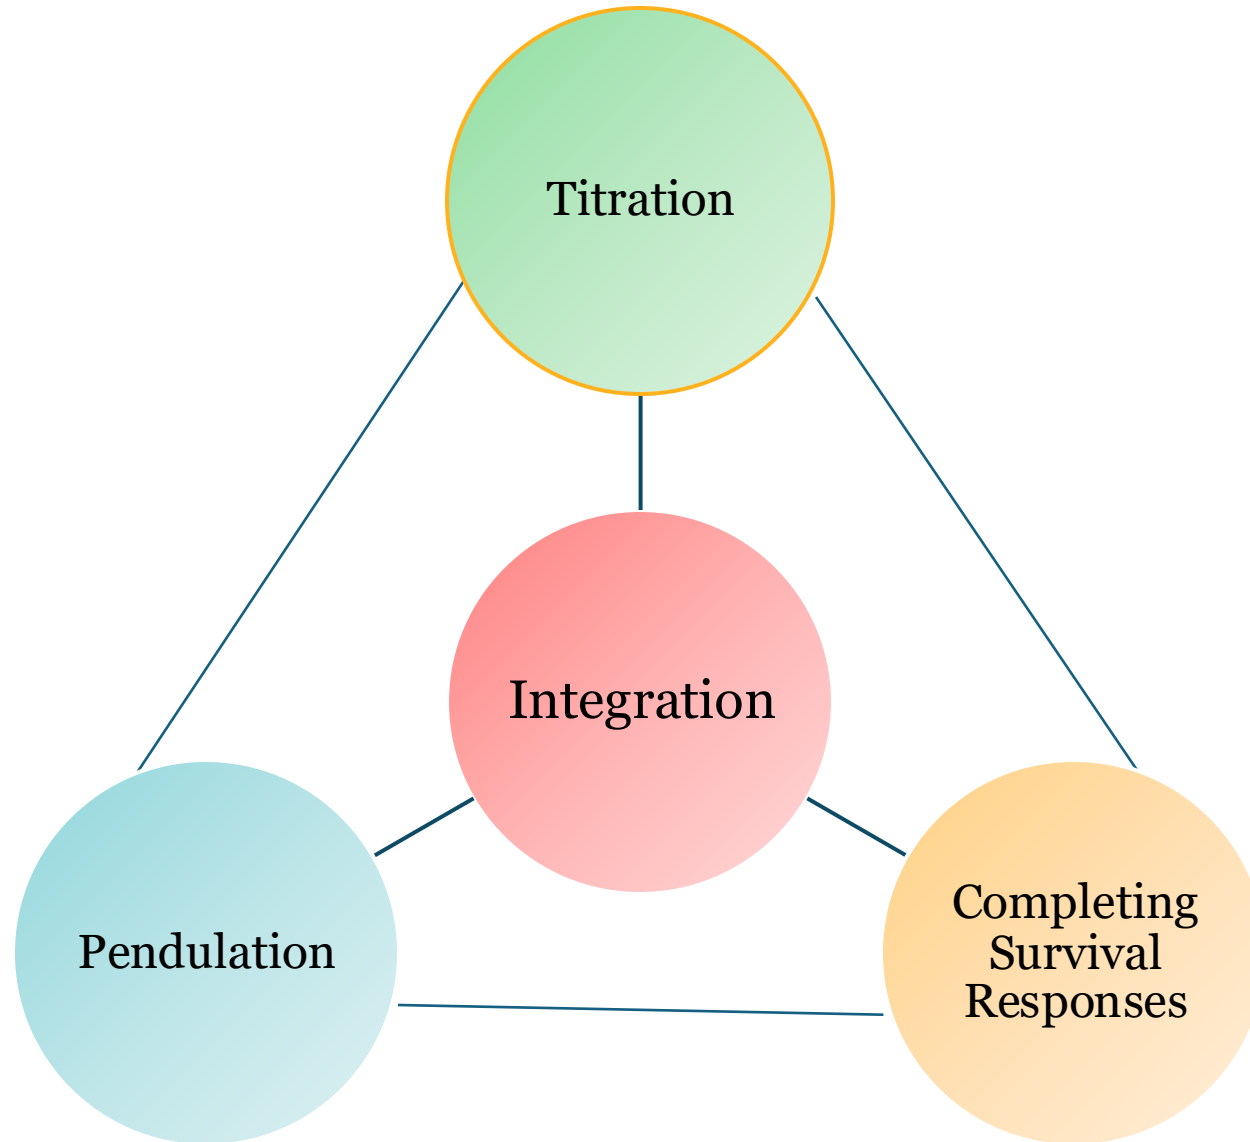 Titration
Integration
Pendulation
Completing
Survival
Responses